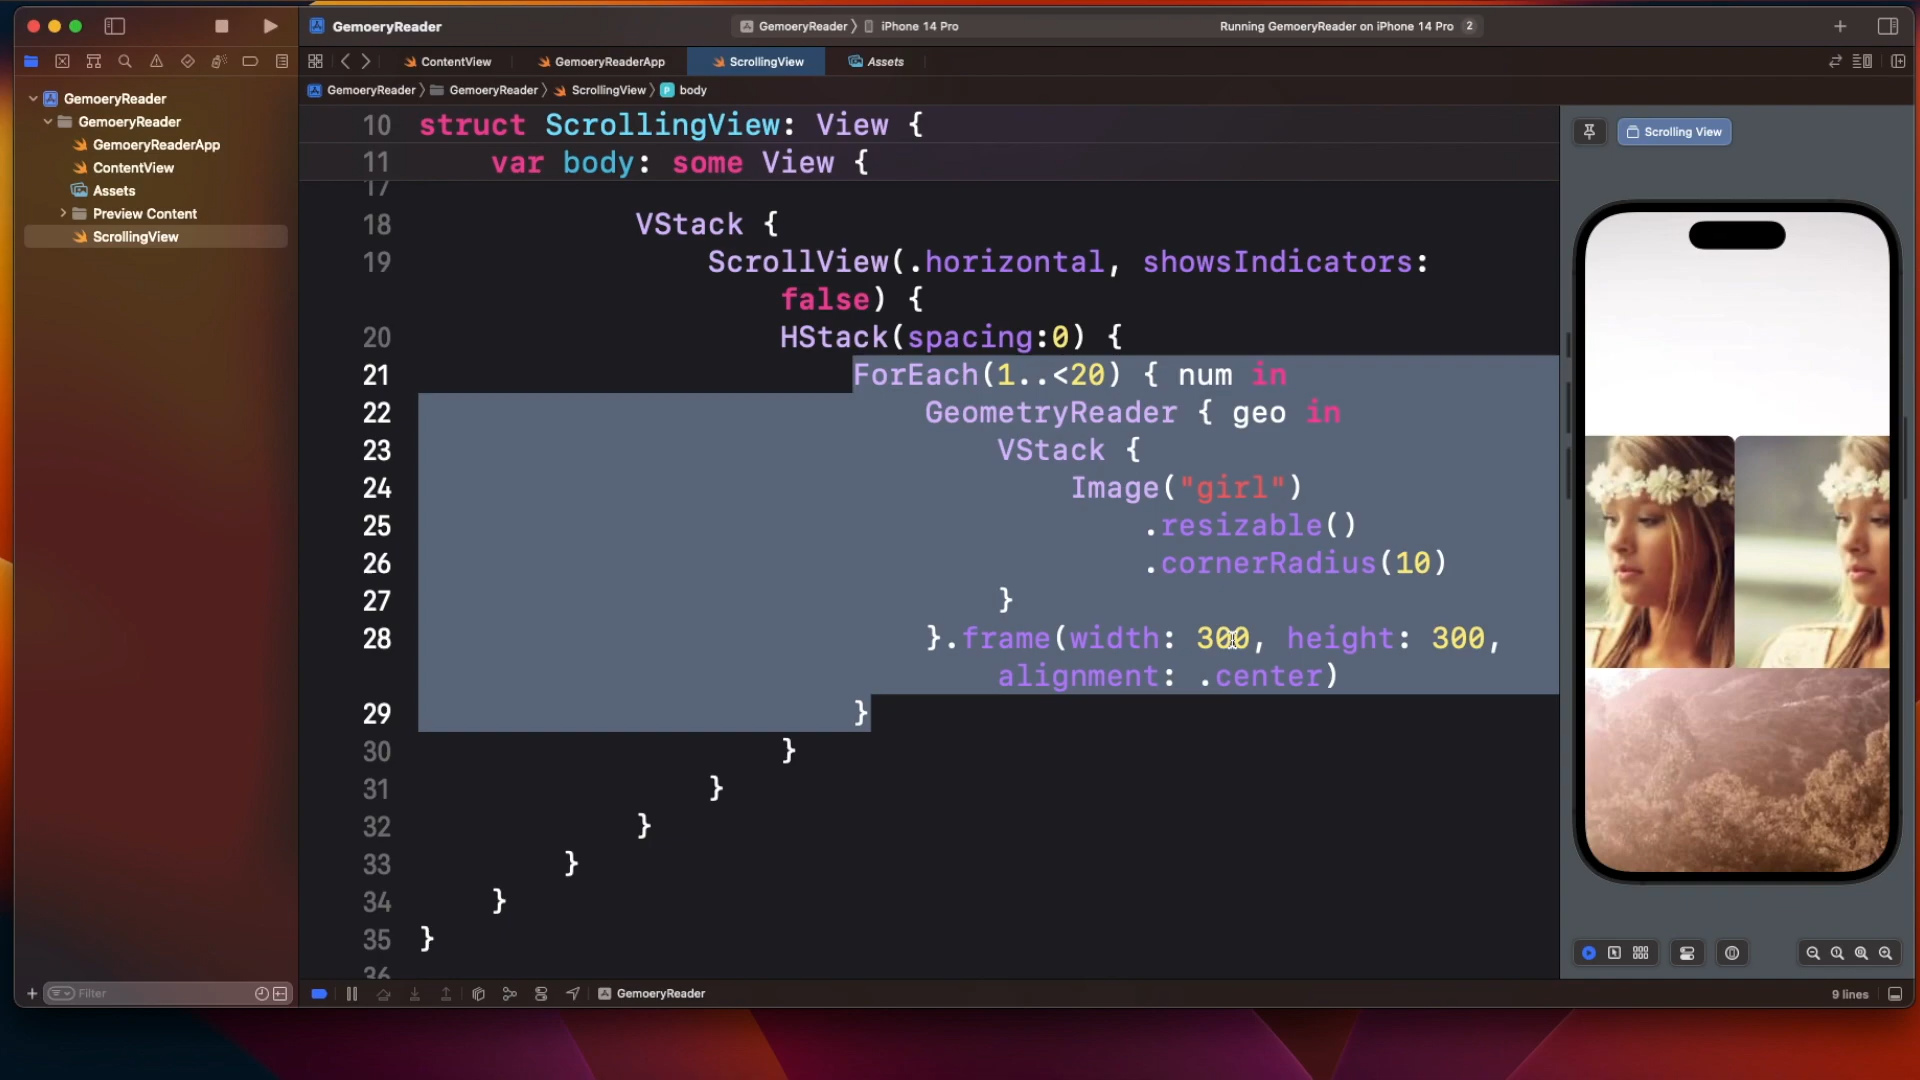 GemoeryReader
GemoeryReader
iPhone 14 Pro
Running GemoeryReader on iPhone 14 Pro
2
ContentView
GemoeryReaderApp
ScrollingView
Assets
GemoeryReader
GemoeryReader
ScrollingView
P body
GemoeryReader
GemoeryReader
GemoeryReaderApp
ContentView
Assets
Preview Content
ScrollingView
10 struct ScrollingView: View {
11 var body: some View {
17
18 VStack {
19 ScrollView(.horizontal, showsIndicators:
false) {
20 HStack(spacing:0) {
21 ForEach(1..<20) { num in
22 GeometryReader { geo in
23 VStack {
24 Image("girl")
25 .resizable()
26 .cornerRadius(10)
27 }
28 }.frame(width: 300, height: 300,
alignment: .center)
29 }
30 }
31 }
32 }
33 }
34 }
35 }
36
Scrolling View
Filter
GemoeryReader
9 lines